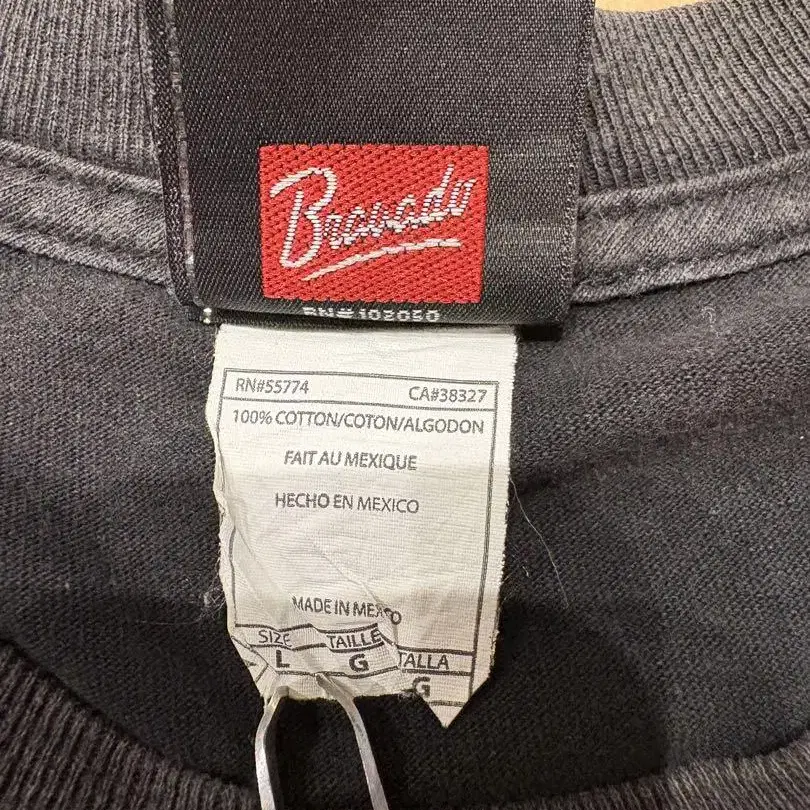 Bravado
RN#103050
RN#55774 CA#38327
100% COTTON/COTON/ALGODON
FAIT AU MEXIQUE
HECHO EN MEXICO
MADE IN MEXICO
SIZE TAILLE TALLA
L G G